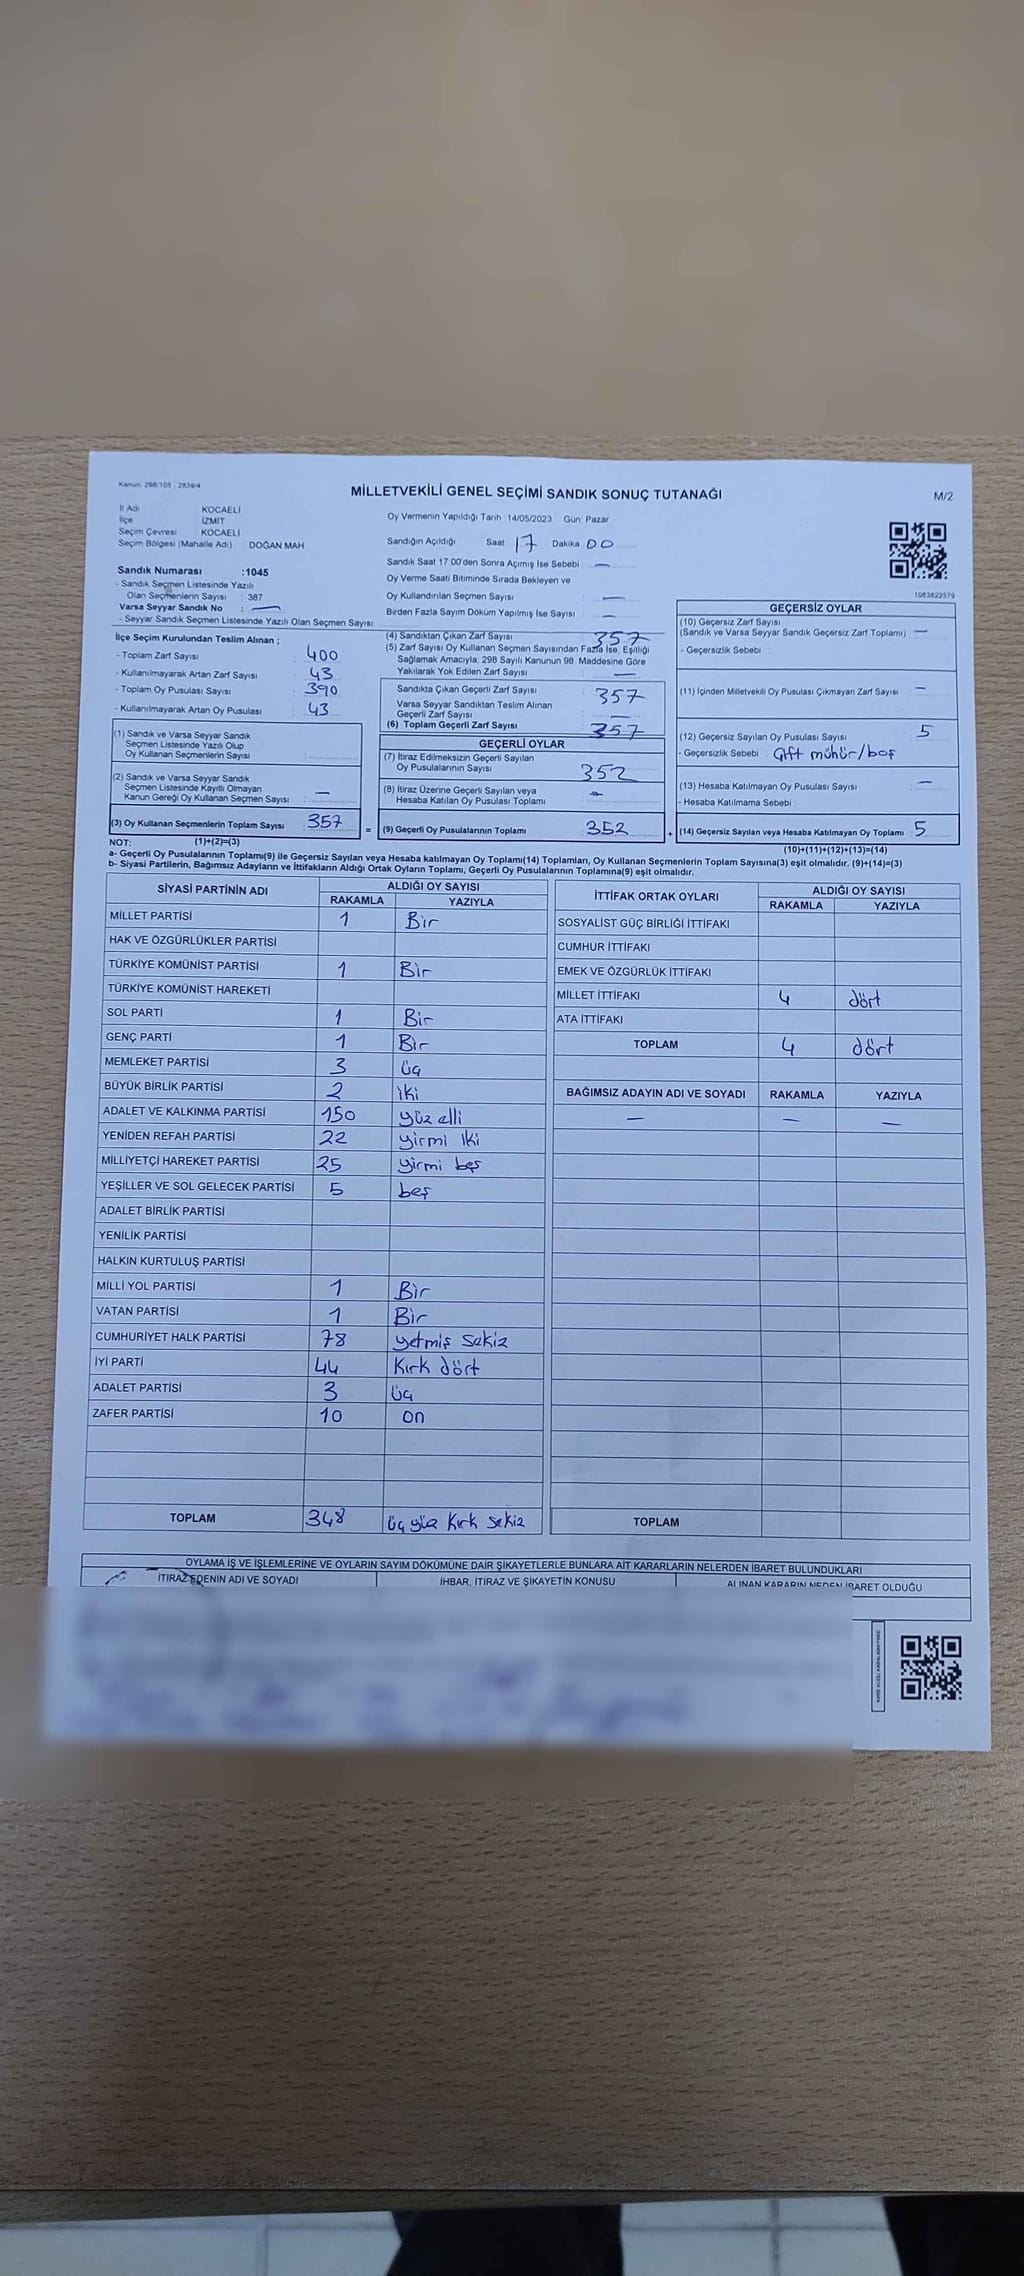 Kanun: 298/105 , 2839/4
MİLLETVEKİLİ GENEL SEÇİMİ SANDIK SONUÇ TUTANAĞI
M/2
İl Adı : KOCAELİ
İlçe : İZMİT
Seçim Çevresi : KOCAELİ
Seçim Bölgesi (Mahalle Adı) : DOĞAN MAH
Sandık Numarası :1045
- Sandık Seçmen Listesinde Yazılı
Olan Seçmenlerin Sayısı : 387
Varsa Seyyar Sandık No : —
- Seyyar Sandık Seçmen Listesinde Yazılı Olan Seçmen Sayısı :
Oy Vermenin Yapıldığı Tarih : 14/05/2023 Gün: Pazar
Sandığın Açıldığı Saat 17 Dakika 00
Sandık Saat 17:00'den Sonra Açımış İse Sebebi : —
Oy Verme Saati Bitiminde Sırada Bekleyen ve
Oy Kullandırılan Seçmen Sayısı : —
Birden Fazla Sayım Döküm Yapılmış İse Sayısı : —
1083822579
İlçe Seçim Kurulundan Teslim Alınan ;
- Toplam Zarf Sayısı : 400
- Kullanılmayarak Artan Zarf Sayısı : 43
- Toplam Oy Pusulası Sayısı : 390
- Kullanılmayarak Artan Oy Pusulası : 43
(1) Sandık ve Varsa Seyyar Sandık
Seçmen Listesinde Yazılı Olup
Oy Kullanan Seçmenlerin Sayısı :
(2) Sandık ve Varsa Seyyar Sandık
Seçmen Listesinde Kayıtlı Olmayan
Kanun Gereği Oy Kullanan Seçmen Sayısı : —
(3) Oy Kullanan Seçmenlerin Toplam Sayısı 357
(1)+(2)=(3)
(4) Sandıktan Çıkan Zarf Sayısı : 357
(5) Zarf Sayısı Oy Kullanan Seçmen Sayısından Fazla İse, Eşitliği
Sağlamak Amacıyla, 298 Sayılı Kanunun 98. Maddesine Göre
Yakılarak Yok Edilen Zarf Sayısı : —
Sandıkta Çıkan Geçerli Zarf Sayısı : 357
Varsa Seyyar Sandıktan Teslim Alınan
Geçerli Zarf Sayısı : —
(6) Toplam Geçerli Zarf Sayısı : 357
GEÇERLİ OYLAR
(7) İtiraz Edilmeksizin Geçerli Sayılan
Oy Pusulalarının Sayısı : 352
(8) İtiraz Üzerine Geçerli Sayılan veya
Hesaba Katılan Oy Pusulası Toplamı : —
= (9) Geçerli Oy Pusulalarının Toplamı 352
GEÇERSİZ OYLAR
(10) Geçersiz Zarf Sayısı
(Sandık ve Varsa Seyyar Sandık Geçersiz Zarf Toplamı) : —
- Geçersizlik Sebebi :
(11) İçinden Milletvekili Oy Pusulası Çıkmayan Zarf Sayısı : —
(12) Geçersiz Sayılan Oy Pusulası Sayısı : 5
- Geçersizlik Sebebi : Çift mühür/boş
(13) Hesaba Katılmayan Oy Pusulası Sayısı : —
- Hesaba Katılmama Sebebi :
+ (14) Geçersiz Sayılan veya Hesaba Katılmayan Oy Toplamı 5
(10)+(11)+(12)+(13)=(14)
NOT:
a- Geçerli Oy Pusulalarının Toplamı(9) ile Geçersiz Sayılan veya Hesaba katılmayan Oy Toplamı(14) Toplamları, Oy Kullanan Seçmenlerin Toplam Sayısına(3) eşit olmalıdır. (9)+(14)=(3)
b- Siyasi Partilerin, Bağımsız Adayların ve İttifakların Aldığı Ortak Oyların Toplamı, Geçerli Oy Pusulalarının Toplamına(9) eşit olmalıdır.
SİYASİ PARTİNİN ADI ALDIĞI OY SAYISI
RAKAMLA YAZIYLA
MİLLET PARTİSİ 1 Bir
HAK VE ÖZGÜRLÜKLER PARTİSİ
TÜRKİYE KOMÜNİST PARTİSİ 1 Bir
TÜRKİYE KOMÜNİST HAREKETİ
SOL PARTİ 1 Bir
GENÇ PARTİ 1 Bir
MEMLEKET PARTİSİ 3 üç
BÜYÜK BİRLİK PARTİSİ 2 iki
ADALET VE KALKINMA PARTİSİ 150 yüz elli
YENİDEN REFAH PARTİSİ 22 yirmi iki
MİLLİYETÇİ HAREKET PARTİSİ 25 yirmi beş
YEŞİLLER VE SOL GELECEK PARTİSİ 5 beş
ADALET BİRLİK PARTİSİ
YENİLİK PARTİSİ
HALKIN KURTULUŞ PARTİSİ
MİLLİ YOL PARTİSİ 1 Bir
VATAN PARTİSİ 1 Bir
CUMHURİYET HALK PARTİSİ 78 yetmiş sekiz
İYİ PARTİ 44 Kırk dört
ADALET PARTİSİ 3 üç
ZAFER PARTİSİ 10 on
TOPLAM 348 üç yüz Kırk sekiz
İTTİFAK ORTAK OYLARI ALDIĞI OY SAYISI
RAKAMLA YAZIYLA
SOSYALİST GÜÇ BİRLİĞİ İTTİFAKI
CUMHUR İTTİFAKI
EMEK VE ÖZGÜRLÜK İTTİFAKI
MİLLET İTTİFAKI 4 dört
ATA İTTİFAKI
TOPLAM 4 dört
BAĞIMSIZ ADAYIN ADI VE SOYADI RAKAMLA YAZIYLA
— — —
TOPLAM
OYLAMA İŞ VE İŞLEMLERİNE VE OYLARIN SAYIM DÖKÜMÜNE DAİR ŞİKAYETLERLE BUNLARA AİT KARARLARIN NELERDEN İBARET BULUNDUKLARI
İTİRAZ EDENİN ADI VE SOYADI İHBAR, İTİRAZ VE ŞİKAYETİN KONUSU ALINAN KARARIN NEDEN İBARET OLDUĞU